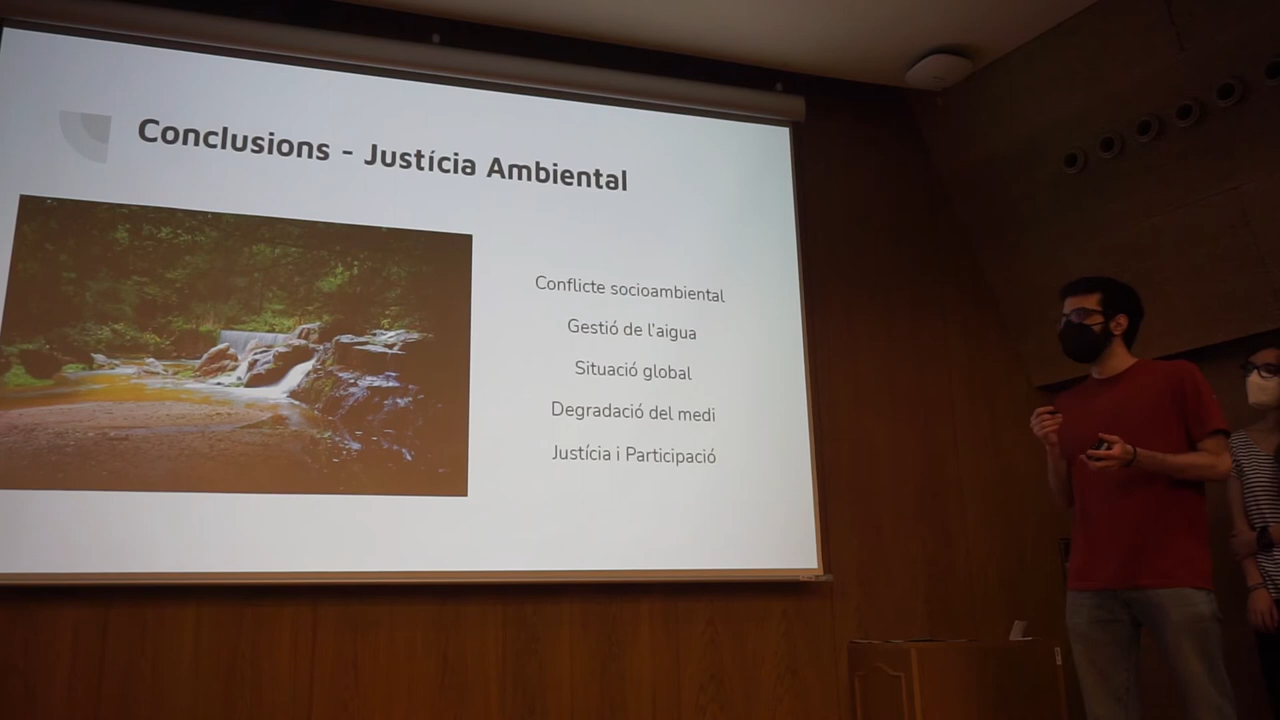 Conclusions - Justícia Ambiental
Conflicte socioambiental
Gestió de l'aigua
Situació global
Degradació del medi
Justícia i Participació